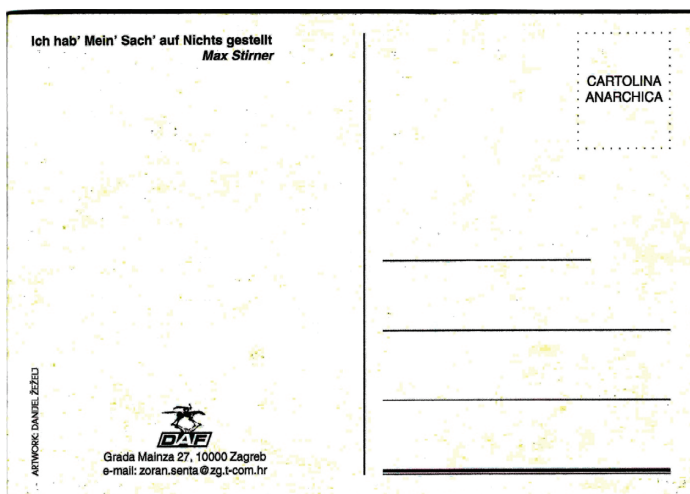 Ich hab' Mein' Sach' auf Nichts gestellt
Max Stirner
CARTOLINA
ANARCHICA
ARTWORK: DANIJEL ŽEŽELJ
DAF
Grada Mainza 27, 10000 Zagreb
e-mail: zoran.senta@zg.t-com.hr